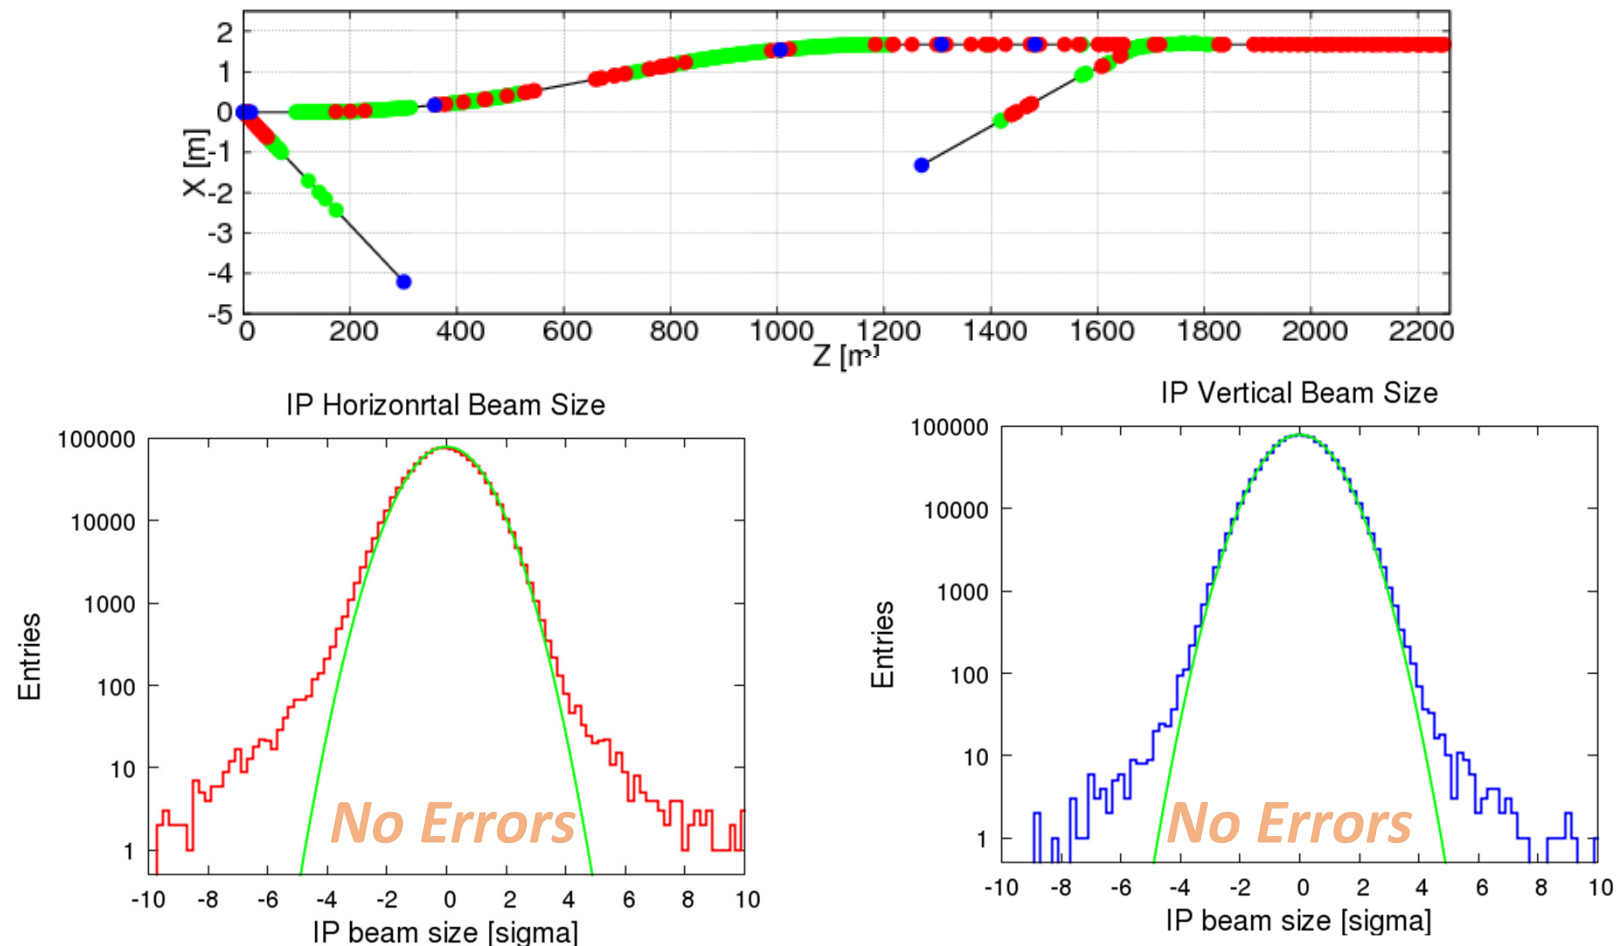 2
1
0
-1
-2
-3
-4
-5
X [m]
0 200 400 600 800 1000 1200 1400 1600 1800 2000 2200
Z [m]
IP Horizonrtal Beam Size
100000
10000
1000
100
10
1
Entries
No Errors
-10 -8 -6 -4 -2 0 2 4 6 8 10
IP beam size [sigma]
IP Vertical Beam Size
100000
10000
1000
100
10
1
Entries
No Errors
-10 -8 -6 -4 -2 0 2 4 6 8 10
IP beam size [sigma]